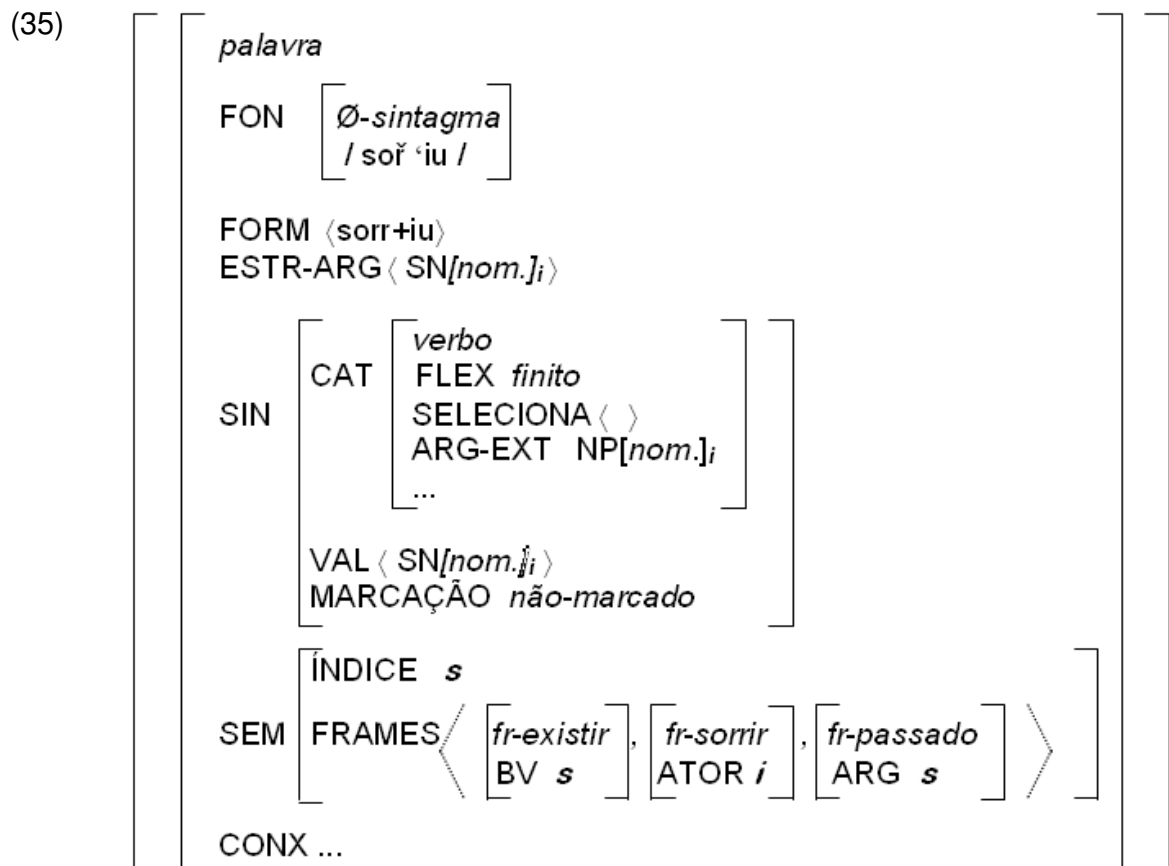 (35)
palavra
FON Ø-sintagma
/ soř ‘iu /
FORM ⟨sorr+iu⟩
ESTR-ARG⟨ SN[nom.]i⟩
verbo
CAT FLEX finito
SIN SELECIONA⟨ ⟩
ARG-EXT NP[nom.]i
...
VAL⟨ SN[nom.]i⟩
MARCAÇÃO não-marcado
ÍNDICE s
SEM FRAMES⟨ [fr-existir], [fr-sorrir], [fr-passado] ⟩
BV s ATOR i ARG s
CONX ...